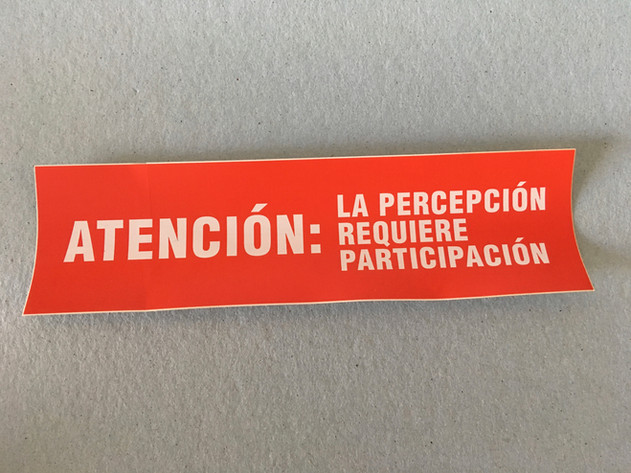 ATENCIÓN:
LA PERCEPCIÓN
REQUIERE
PARTICIPACIÓN